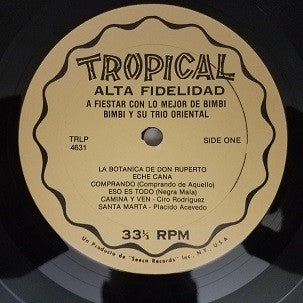 TROPICAL
ALTA FIDELIDAD
A FIESTAR CON LO MEJOR DE BIMBI
BIMBI Y SU TRIO ORIENTAL
TRLP
4631
SIDE ONE
LA BOTANICA DE DON RUPERTO
ECHE CANA
COMPRANDO (Comprando de Aquello)
ESO ES TODO (Negra Mala)
CAMINA Y VEN - Ciro Rodriguez
SANTA MARTA - Placido Acevedo
33⅓ RPM
Un Producto de "Seeco Records" Inc., N.Y., U.S.A.